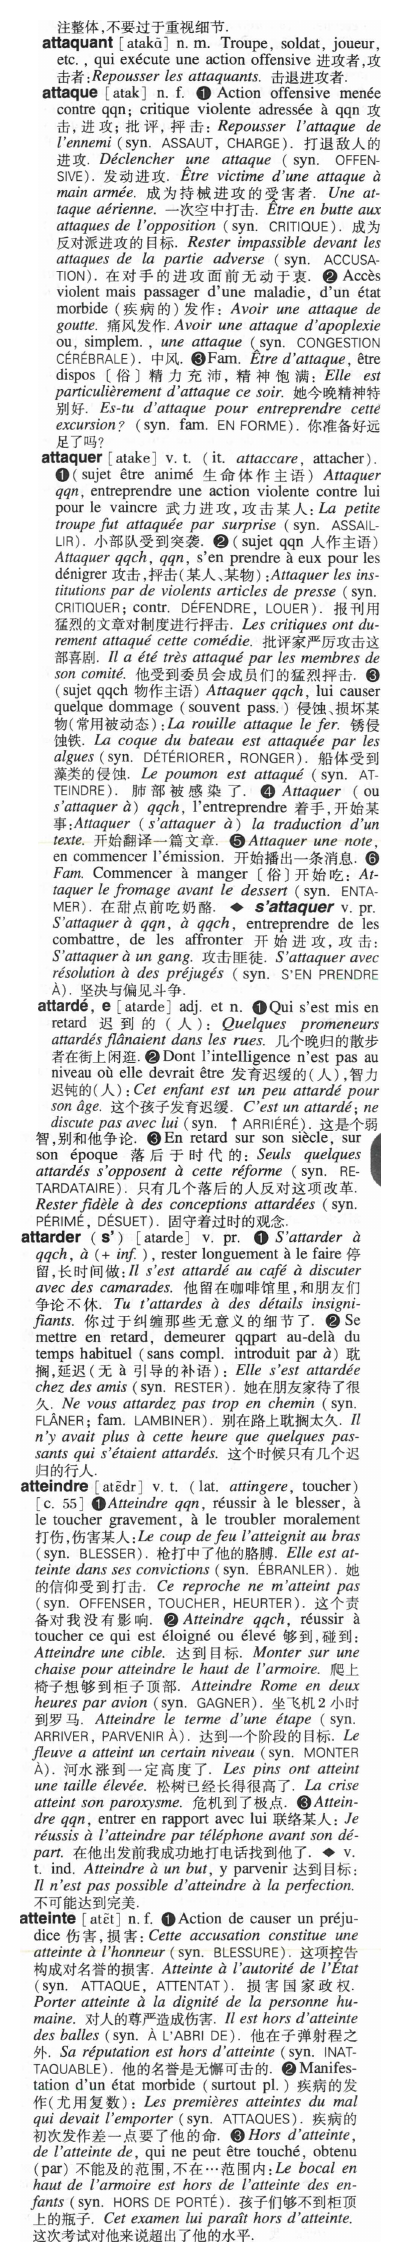 注整体,不要过于重视细节.
attaquant [atakɑ̃] n. m. Troupe, soldat, joueur,
etc., qui exécute une action offensive 进攻者,攻
击者:Repousser les attaquants. 击退进攻者.
attaque [atak] n. f. ❶ Action offensive menée
contre qqn; critique violente adressée à qqn 攻
击,进攻; 批评, 抨击: Repousser l'attaque de
l'ennemi (syn. ASSAUT, CHARGE). 打退敌人的
进攻. Déclencher une attaque (syn. OFFEN-
SIVE). 发动进攻. Être victime d'une attaque à
main armée. 成为持械进攻的受害者. Une at-
taque aérienne. 一次空中打击. Être en butte aux
attaques de l'opposition (syn. CRITIQUE). 成为
反对派进攻的目标. Rester impassible devant les
attaques de la partie adverse (syn. ACCUSA-
TION). 在对手的进攻面前无动于衷. ❷ Accès
violent mais passager d'une maladie, d'un état
morbide (疾病的) 发作: Avoir une attaque de
goutte. 痛风发作. Avoir une attaque d'apoplexie
ou, simplem., une attaque (syn. CONGESTION
CÉRÉBRALE). 中风. ❸Fam. Être d'attaque, être
dispos [俗] 精力充沛, 精神饱满: Elle est
particulièrement d'attaque ce soir. 她今晚精神特
别好. Es-tu d'attaque pour entreprendre cette
excursion? (syn. fam. EN FORME). 你准备好远
足了吗?
attaquer [atake] v. t. (it. attaccare, attacher).
❶(sujet être animé 生命体作主语) Attaquer
qqn, entreprendre une action violente contre lui
pour le vaincre 武力进攻,攻击某人: La petite
troupe fut attaquée par surprise (syn. ASSAIL-
LIR). 小部队受到突袭. ❷ (sujet qqn 人作主语)
Attaquer qqch, qqn, s'en prendre à eux pour les
dénigrer 攻击,抨击(某人、某物):Attaquer les ins-
titutions par de violents articles de presse (syn.
CRITIQUER; contr. DÉFENDRE, LOUER). 报刊用
猛烈的文章对制度进行抨击. Les critiques ont du-
rement attaqué cette comédie. 批评家严厉攻击这
部喜剧. Il a été très attaqué par les membres de
son comité. 他受到委员会成员们的猛烈抨击. ❸
(sujet qqch 物作主语) Attaquer qqch, lui causer
quelque dommage (souvent pass.) 侵蚀、损坏某
物(常用被动态):La rouille attaque le fer. 锈侵
蚀铁. La coque du bateau est attaquée par les
algues (syn. DÉTÉRIORER, RONGER). 船体受到
藻类的侵蚀. Le poumon est attaqué (syn. AT-
TEINDRE). 肺部被感染了. ❹ Attaquer (ou
s'attaquer à) qqch, l'entreprendre 着手,开始某
事:Attaquer (s'attaquer à) la traduction d'un
texte. 开始翻译一篇文章. ❺Attaquer une note,
en commencer l'émission. 开始播出一条消息. ❻
Fam. Commencer à manger [俗]开始吃: At-
taquer le fromage avant le dessert (syn. ENTA-
MER). 在甜点前吃奶酪. ◆ s'attaquer v. pr.
S'attaquer à qqn, à qqch, entreprendre de les
combattre, de les affronter 开始进攻, 攻击:
S'attaquer à un gang. 攻击匪徒. S'attaquer avec
résolution à des préjugés (syn. S'EN PRENDRE
À). 坚决与偏见斗争.
attardé, e [atarde] adj. et n. ❶Qui s'est mis en
retard 迟到的(人): Quelques promeneurs
attardés flânaient dans les rues. 几个晚归的散步
者在街上闲逛. ❷Dont l'intelligence n'est pas au
niveau où elle devrait être 发育迟缓的(人),智力
迟钝的(人):Cet enfant est un peu attardé pour
son âge. 这个孩子发育迟缓. C'est un attardé; ne
discute pas avec lui (syn. ↑ ARRIÉRÉ). 这是个弱
智,别和他争论. ❸En retard sur son siècle, sur
son époque 落后于时代的: Seuls quelques
attardés s'opposent à cette réforme (syn. RE-
TARDATAIRE). 只有几个落后的人反对这项改革.
Rester fidèle à des conceptions attardées (syn.
PÉRIMÉ, DÉSUET). 固守着过时的观念.
attarder (s') [atarde] v. pr. ❶ S'attarder à
qqch, à (+ inf.), rester longuement à le faire 停
留,长时间做:Il s'est attardé au café à discuter
avec des camarades. 他留在咖啡馆里,和朋友们
争论不休. Tu t'attardes à des détails insigni-
fiants. 你过于纠缠那些无意义的细节了. ❷ Se
mettre en retard, demeurer qqpart au-delà du
temps habituel (sans compl. introduit par à) 耽
搁,延迟(无 à 引导的补语): Elle s'est attardée
chez des amis (syn. RESTER). 她在朋友家待了很
久. Ne vous attardez pas trop en chemin (syn.
FLÂNER; fam. LAMBINER). 别在路上耽搁太久. Il
n'y avait plus à cette heure que quelques pas-
sants qui s'étaient attardés. 这个时候只有几个迟
归的行人.
atteindre [atɛ̃dr] v. t. (lat. attingere, toucher)
[c. 55] ❶Atteindre qqn, réussir à le blesser, à
le toucher gravement, à le troubler moralement
打伤,伤害某人:Le coup de feu l'atteignit au bras
(syn. BLESSER). 枪打中了他的胳膊. Elle est at-
teinte dans ses convictions (syn. ÉBRANLER). 她
的信仰受到打击. Ce reproche ne m'atteint pas
(syn. OFFENSER, TOUCHER, HEURTER). 这个责
备对我没有影响. ❷ Atteindre qqch, réussir à
toucher ce qui est éloigné ou élevé 够到,碰到:
Atteindre une cible. 达到目标. Monter sur une
chaise pour atteindre le haut de l'armoire. 爬上
椅子想够到柜子顶部. Atteindre Rome en deux
heures par avion (syn. GAGNER). 坐飞机2小时
到罗马. Atteindre le terme d'une étape (syn.
ARRIVER, PARVENIR À). 达到一个阶段的目标. Le
fleuve a atteint un certain niveau (syn. MONTER
À). 河水涨到一定高度了. Les pins ont atteint
une taille élevée. 松树已经长得很高了. La crise
atteint son paroxysme. 危机到了极点. ❸Attein-
dre qqn, entrer en rapport avec lui 联络某人: Je
réussis à l'atteindre par téléphone avant son dé-
part. 在他出发前我成功地打电话找到他了. ◆ v.
t. ind. Atteindre à un but, y parvenir 达到目标:
Il n'est pas possible d'atteindre à la perfection.
不可能达到完美.
atteinte [atɛ̃t] n. f. ❶Action de causer un préju-
dice 伤害,损害: Cette accusation constitue une
atteinte à l'honneur (syn. BLESSURE). 这项控告
构成对名誉的损害. Atteinte à l'autorité de l'État
(syn. ATTAQUE, ATTENTAT). 损害国家政权.
Porter atteinte à la dignité de la personne hu-
maine. 对人的尊严造成伤害. Il est hors d'atteinte
des balles (syn. À L'ABRI DE). 他在子弹射程之
外. Sa réputation est hors d'atteinte (syn. INAT-
TAQUABLE). 他的名誉是无懈可击的. ❷Manifes-
tation d'un état morbide (surtout pl.) 疾病的发
作(尤用复数): Les premières atteintes du mal
qui devait l'emporter (syn. ATTAQUES). 疾病的
初次发作差一点要了他的命. ❸Hors d'atteinte,
de l'atteinte de, qui ne peut être touché, obtenu
(par) 不能及的范围,不在…范围内:Le bocal en
haut de l'armoire est hors de l'atteinte des en-
fants (syn. HORS DE PORTÉ). 孩子们够不到柜顶
上的瓶子. Cet examen lui paraît hors d'atteinte.
这次考试对他来说超出了他的水平.